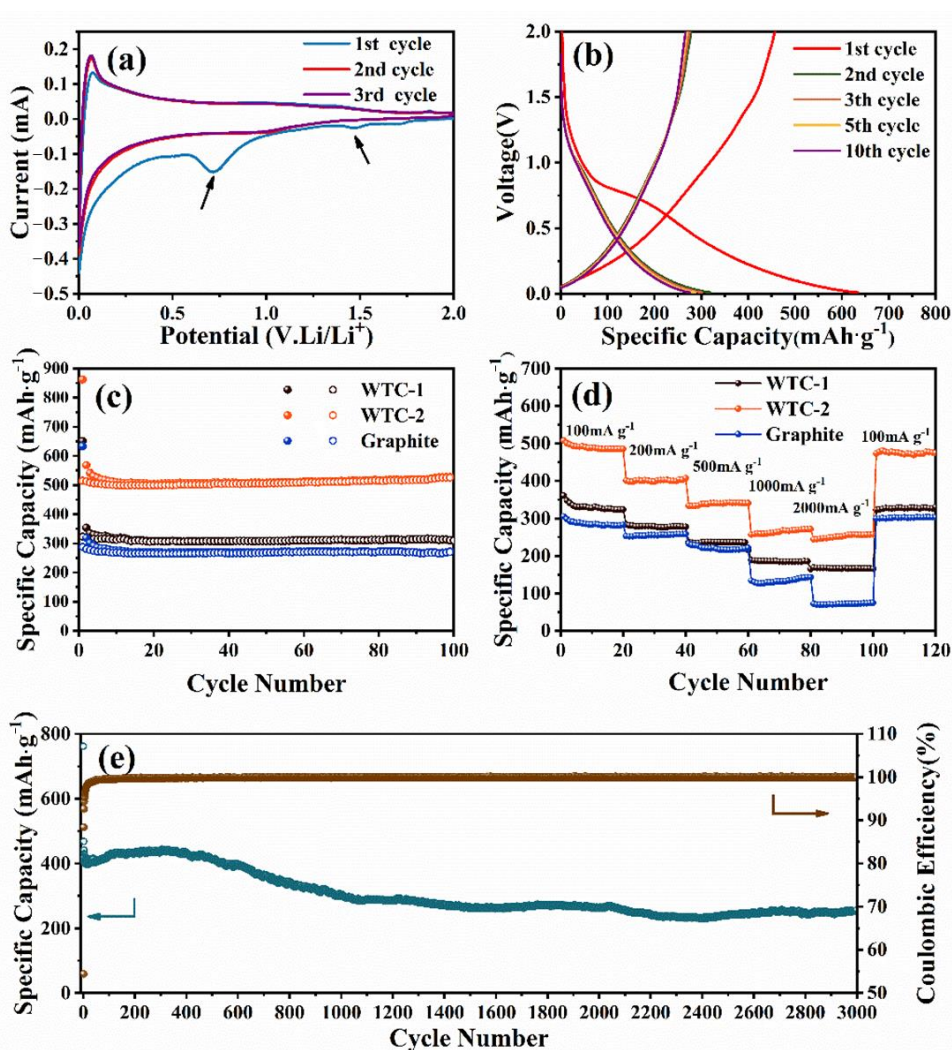 (a)
1st cycle
2nd cycle
3rd cycle
Current (mA)
0.2
0.1
0.0
−0.1
−0.2
−0.3
−0.4
−0.5
0.0 0.5 1.0 1.5 2.0
Potential (V.Li/Li+)
(b)
1st cycle
2nd cycle
3th cycle
5th cycle
10th cycle
Voltage(V)
2.0
1.5
1.0
0.5
0.0
0 100 200 300 400 500 600 700 800
Specific Capacity(mAh·g-1)
(c)
WTC-1
WTC-2
Graphite
Specific Capacity (mAh·g-1)
900
800
700
600
500
400
300
200
100
0
0 20 40 60 80 100
Cycle Number
(d)
WTC-1
WTC-2
Graphite
100mA g-1
200mA g-1
500mA g-1
1000mA g-1
2000mA g-1
100mA g-1
Specific Capacity (mAh·g-1)
700
600
500
400
300
200
100
0
0 20 40 60 80 100 120
Cycle Number
(e)
Specific Capacity (mAh·g-1)
800
600
400
200
0
Coulombic Efficiency(%)
110
100
90
80
70
60
50
0 200 400 600 800 1000 1200 1400 1600 1800 2000 2200 2400 2600 2800 3000
Cycle Number